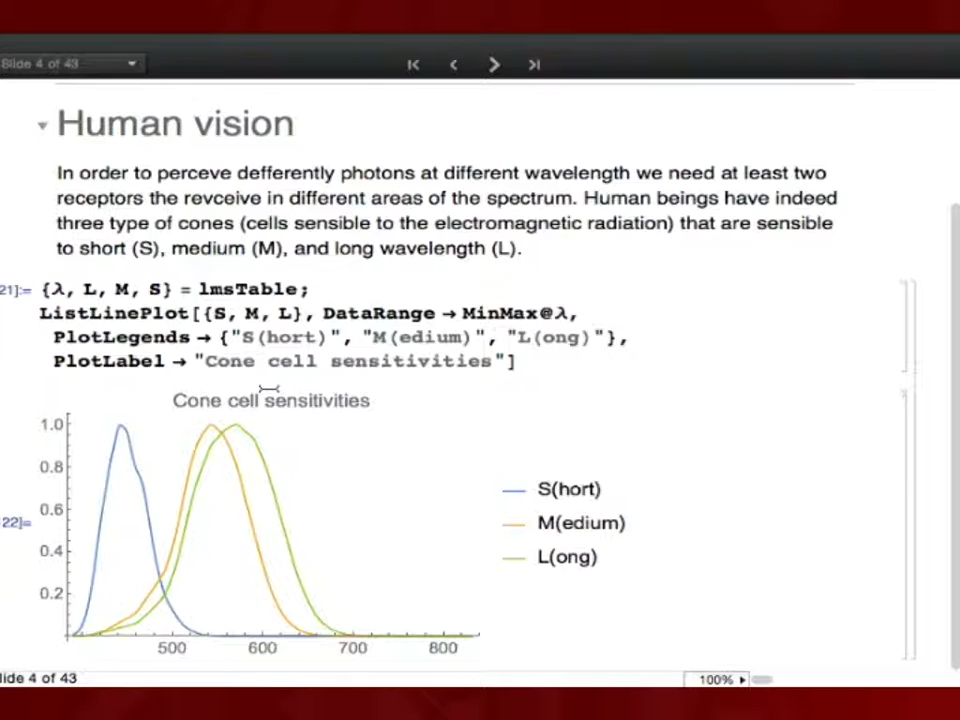 Slide 4 of 43
Human vision
In order to perceve defferently photons at different wavelength we need at least two
receptors the revceive in different areas of the spectrum. Human beings have indeed
three type of cones (cells sensible to the electromagnetic radiation) that are sensible
to short (S), medium (M), and long wavelength (L).
21]:= {λ, L, M, S} = lmsTable;
ListLinePlot[{S, M, L}, DataRange → MinMax@λ,
PlotLegends → {"S(hort)", "M(edium)", "L(ong)"},
PlotLabel → "Cone cell sensitivities"]
Cone cell sensitivities
1.0
0.8
0.6
0.4
0.2
22]=
500 600 700 800
S(hort)
M(edium)
L(ong)
lide 4 of 43
100%